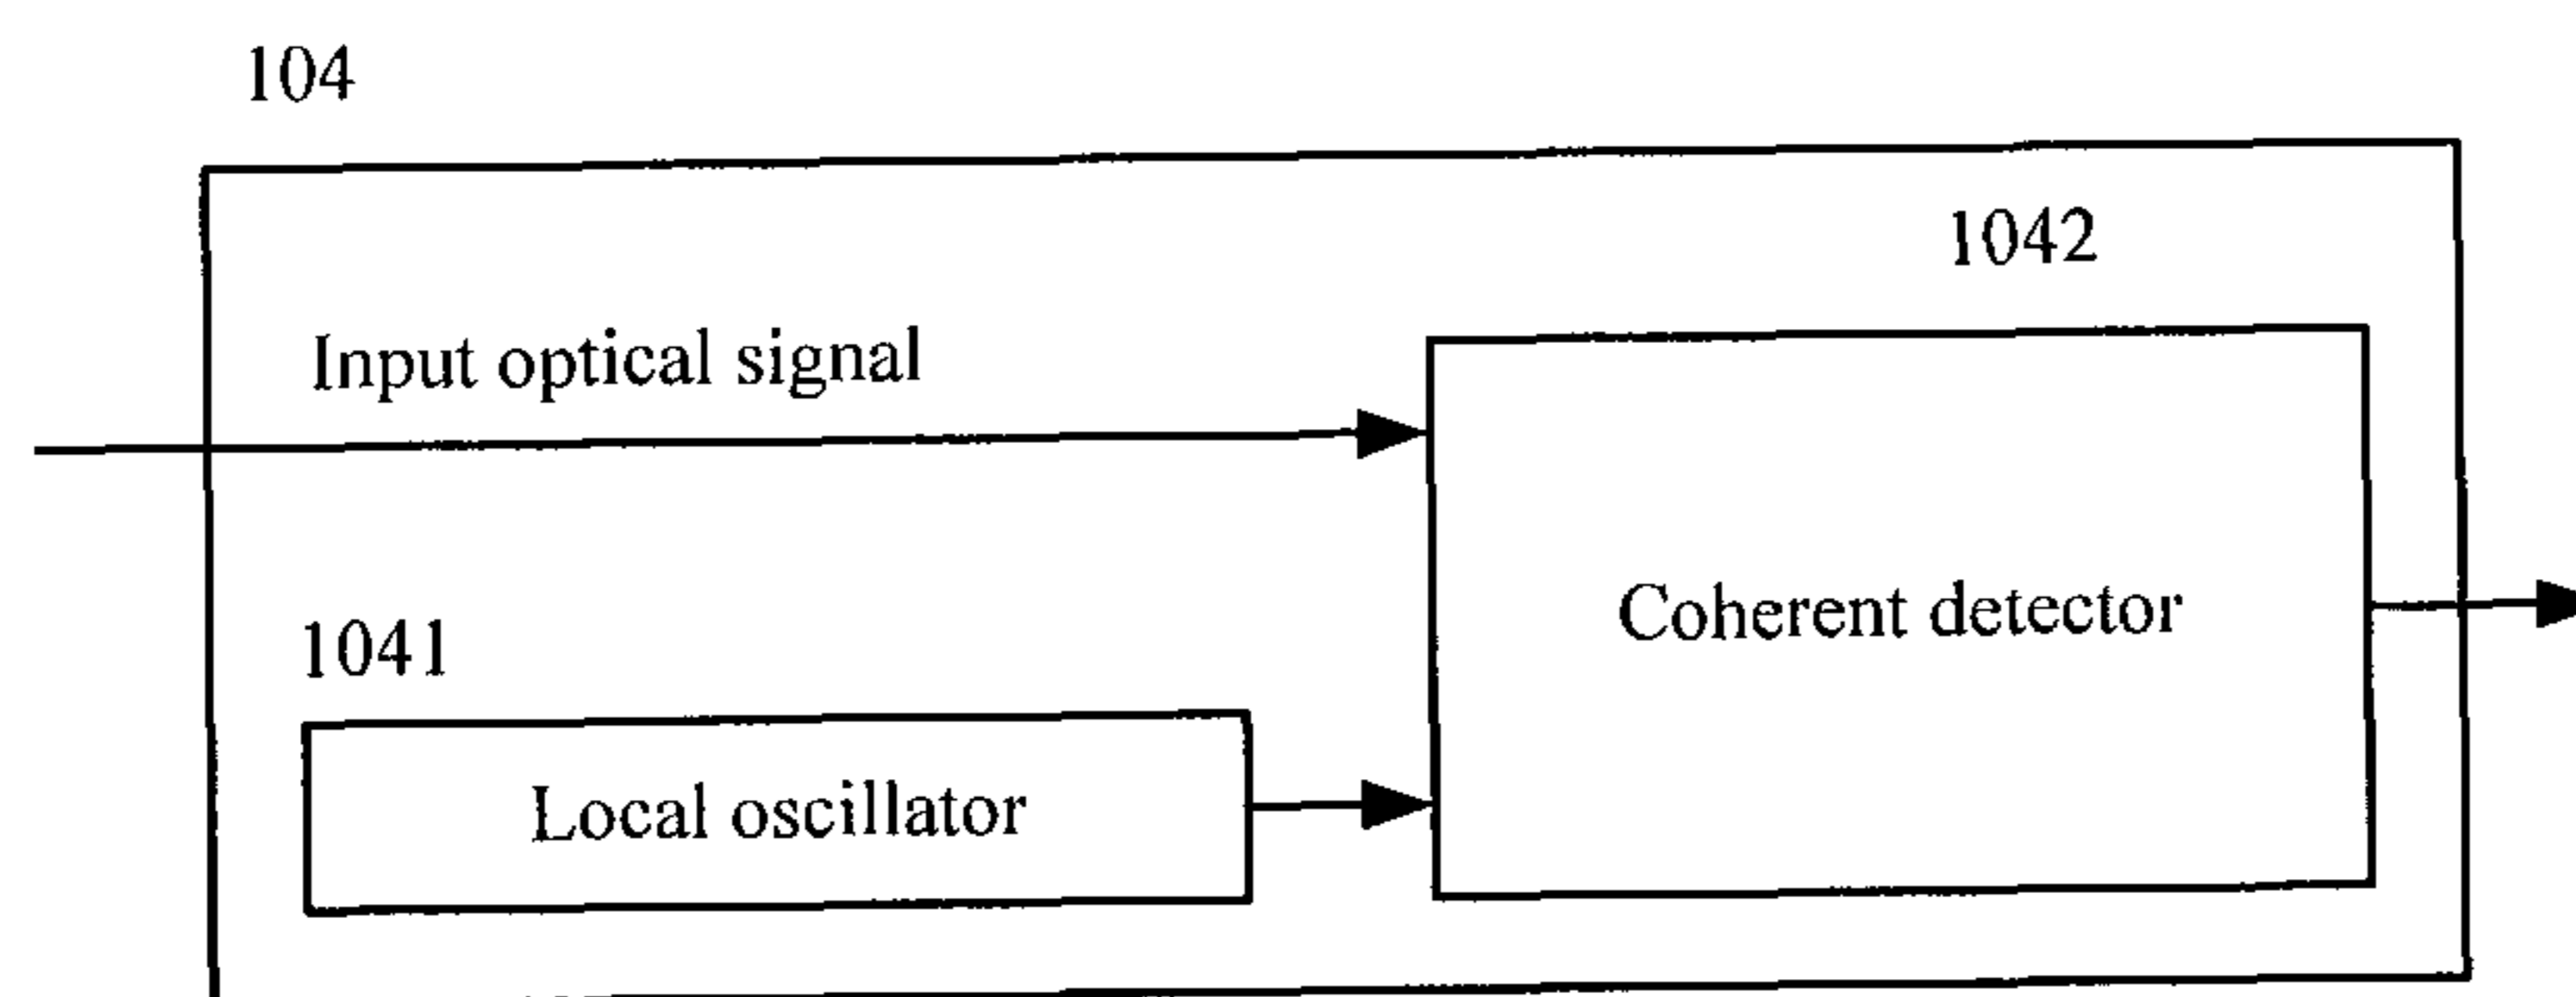 104
1042
Input optical signal
Coherent detector
1041
Local oscillator